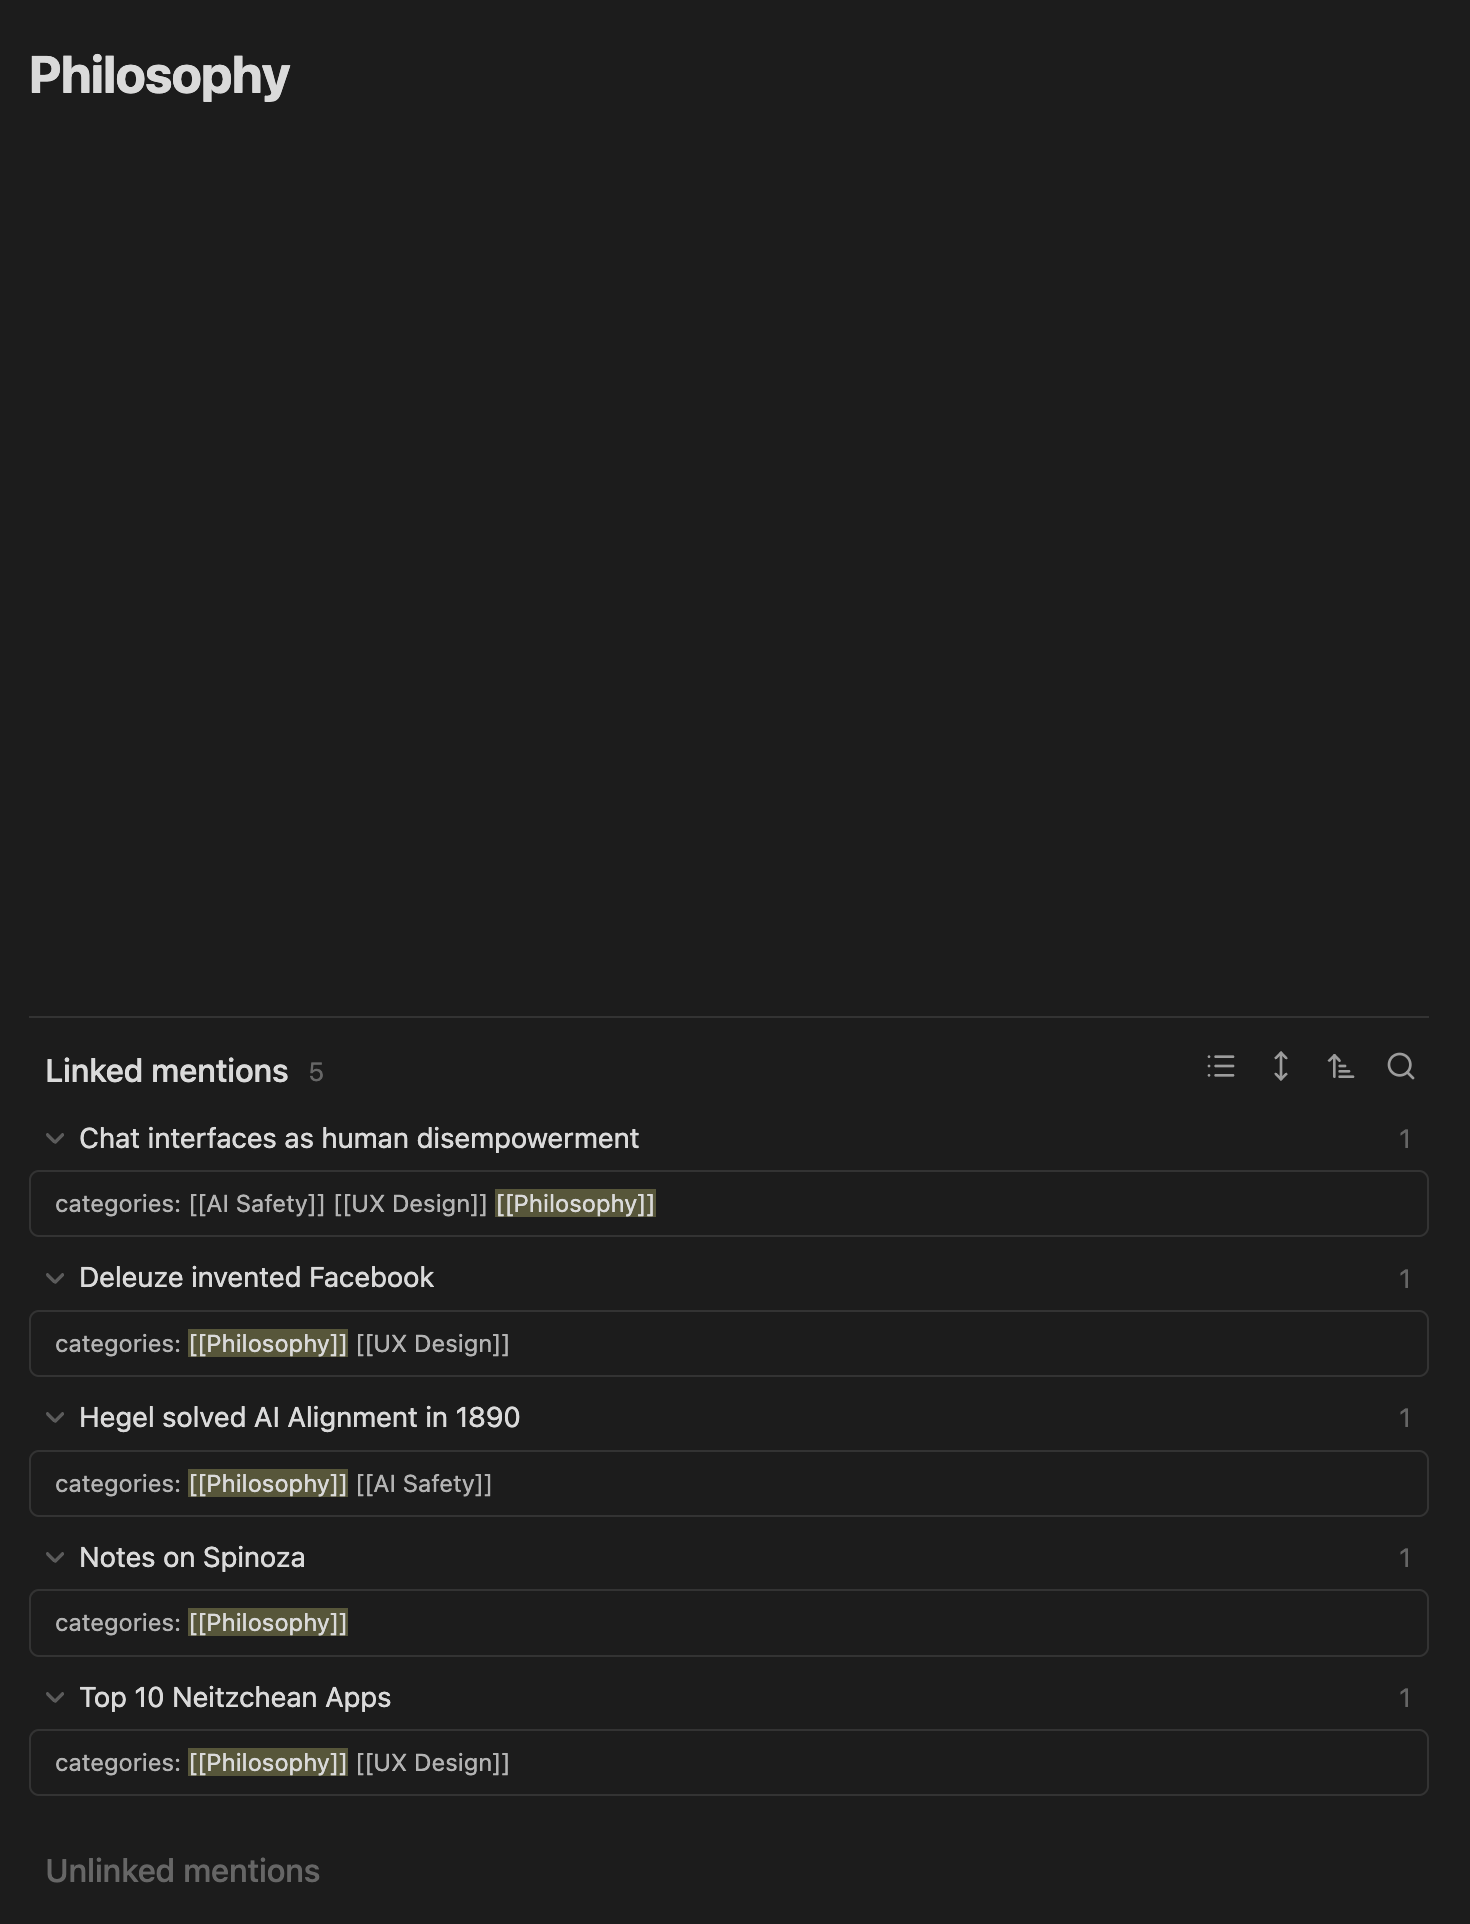 Philosophy
Linked mentions 5
Chat interfaces as human disempowerment 1
categories: [[AI Safety]] [[UX Design]] [[Philosophy]]
Deleuze invented Facebook 1
categories: [[Philosophy]] [[UX Design]]
Hegel solved AI Alignment in 1890 1
categories: [[Philosophy]] [[AI Safety]]
Notes on Spinoza 1
categories: [[Philosophy]]
Top 10 Neitzchean Apps 1
categories: [[Philosophy]] [[UX Design]]
Unlinked mentions